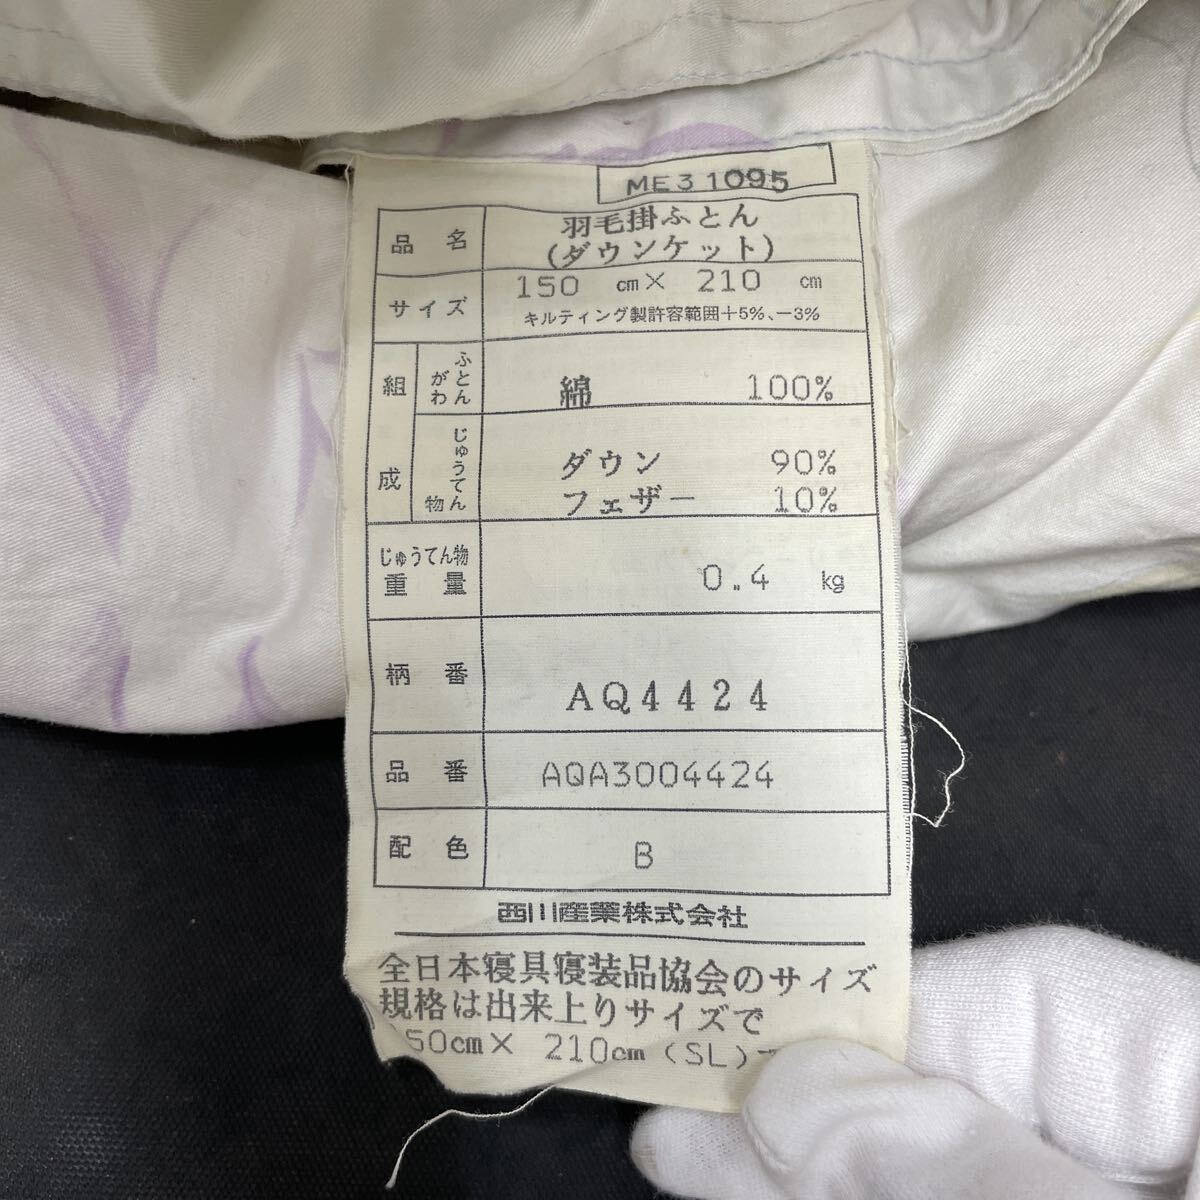 ME31095
品名 羽毛掛ふとん
(ダウンケット)
サイズ 150 cm× 210 cm
キルティング製許容範囲+5%、-3%
組成 ふとんがわ 綿 100%
じゅうてん物 ダウン 90%
フェザー 10%
じゅうてん物重量 0.4 kg
柄番 AQ4424
品番 AQA3004424
配色 B
西川産業株式会社
全日本寝具寝装品協会のサイズ
規格は出来上りサイズで
50cm× 210cm(SL)